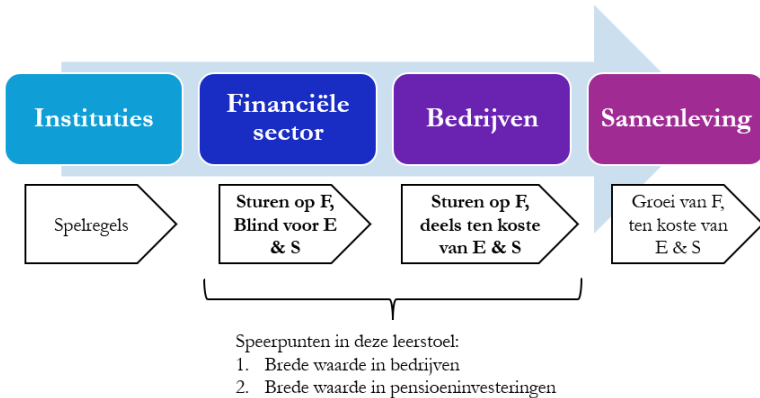 Instituties
Financiële
sector
Bedrijven
Samenleving
Spelregels
Sturen op F,
Blind voor E
& S
Sturen op F,
deels ten koste
van E & S
Groei van F,
ten koste van
E & S
Speerpunten in deze leerstoel:
1. Brede waarde in bedrijven
2. Brede waarde in pensioeninvesteringen